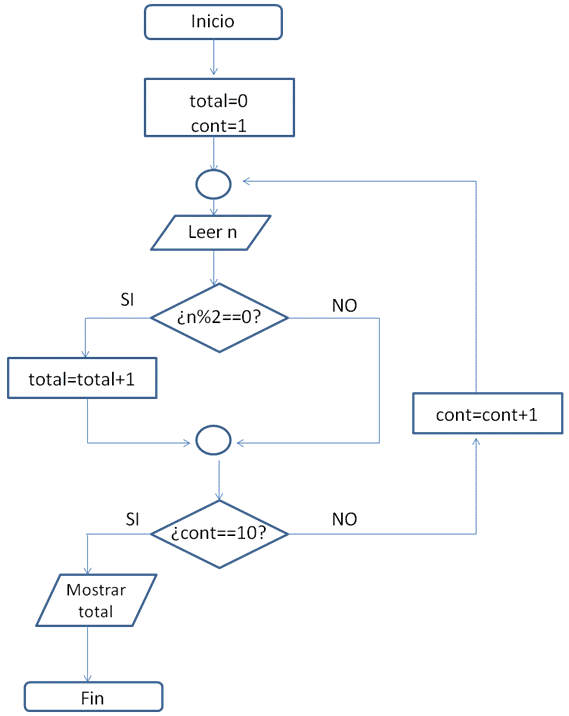 Inicio
total=0
cont=1
Leer n
¿n%2==0?
SI
NO
total=total+1
cont=cont+1
¿cont==10?
SI
NO
Mostrar
total
Fin